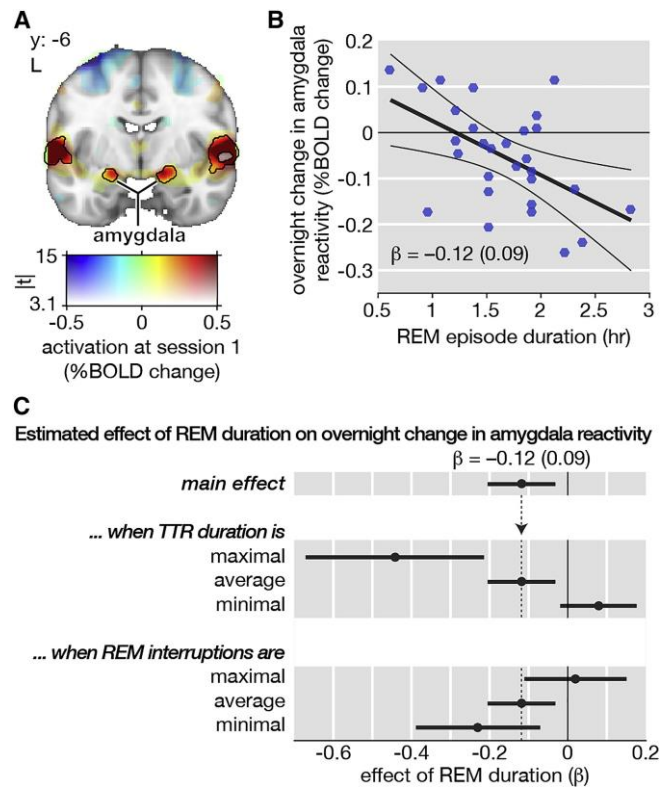 A
y: -6
L
amygdala
15
|t|
3.1
-0.5 0 0.5
activation at session 1
(%BOLD change)
B
overnight change in amygdala
reactivity (%BOLD change)
0.2
0.1
0
-0.1
-0.2
-0.3
β = −0.12 (0.09)
0.5 1 1.5 2 2.5 3
REM episode duration (hr)
C
Estimated effect of REM duration on overnight change in amygdala reactivity
β = −0.12 (0.09)
main effect
... when TTR duration is
maximal
average
minimal
... when REM interruptions are
maximal
average
minimal
-0.6 -0.4 -0.2 0 0.2
effect of REM duration (β)